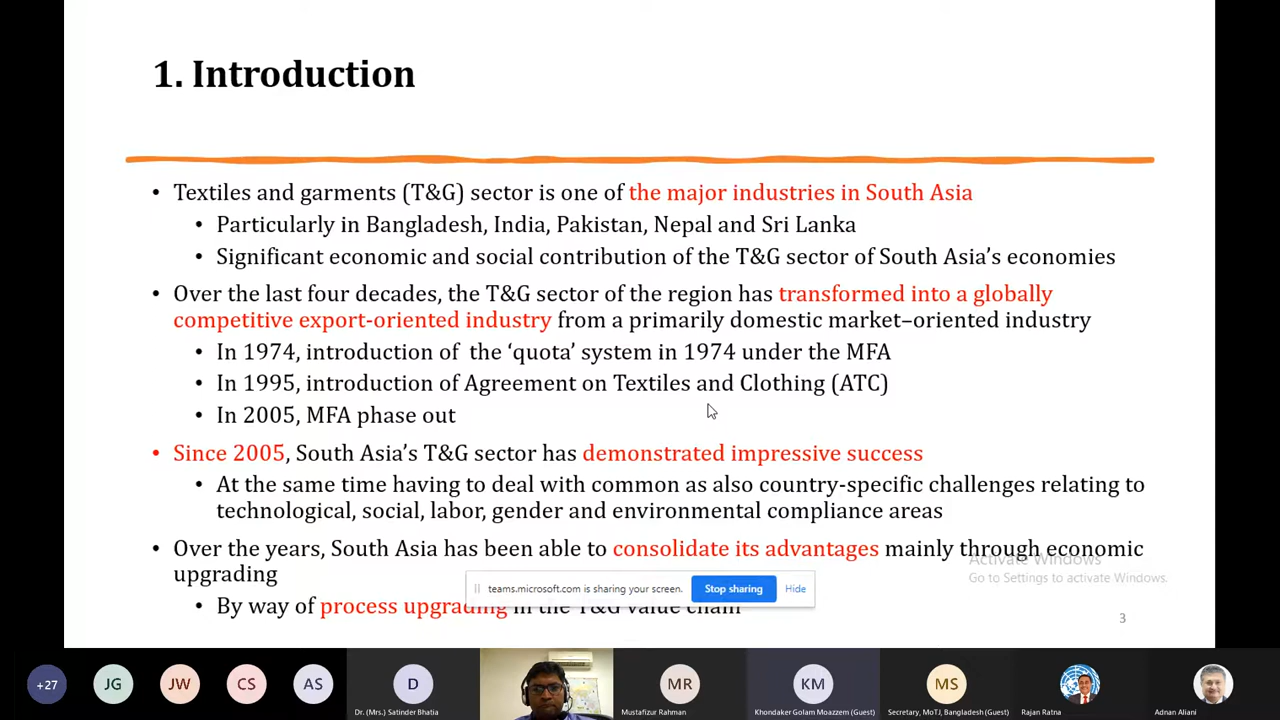 1. Introduction
• Textiles and garments (T&G) sector is one of the major industries in South Asia
• Particularly in Bangladesh, India, Pakistan, Nepal and Sri Lanka
• Significant economic and social contribution of the T&G sector of South Asia’s economies
• Over the last four decades, the T&G sector of the region has transformed into a globally
competitive export-oriented industry from a primarily domestic market–oriented industry
• In 1974, introduction of the ‘quota’ system in 1974 under the MFA
• In 1995, introduction of Agreement on Textiles and Clothing (ATC)
• In 2005, MFA phase out
• Since 2005, South Asia’s T&G sector has demonstrated impressive success
• At the same time having to deal with common as also country-specific challenges relating to
technological, social, labor, gender and environmental compliance areas
• Over the years, South Asia has been able to consolidate its advantages mainly through economic
upgrading
Activate Windows
Go to Settings to activate Windows.
teams.microsoft.com is sharing your screen. Stop sharing Hide
• By way of process upgrading in the T&G value chain
3
+27 JG JW CS AS D MR KM MS
Dr. (Mrs.) Satinder Bhatia Mustafizur Rahman Khondaker Golam Moazzem (Guest) Secretary, MoTJ, Bangladesh (Guest) Rajan Ratna Adnan Aliani